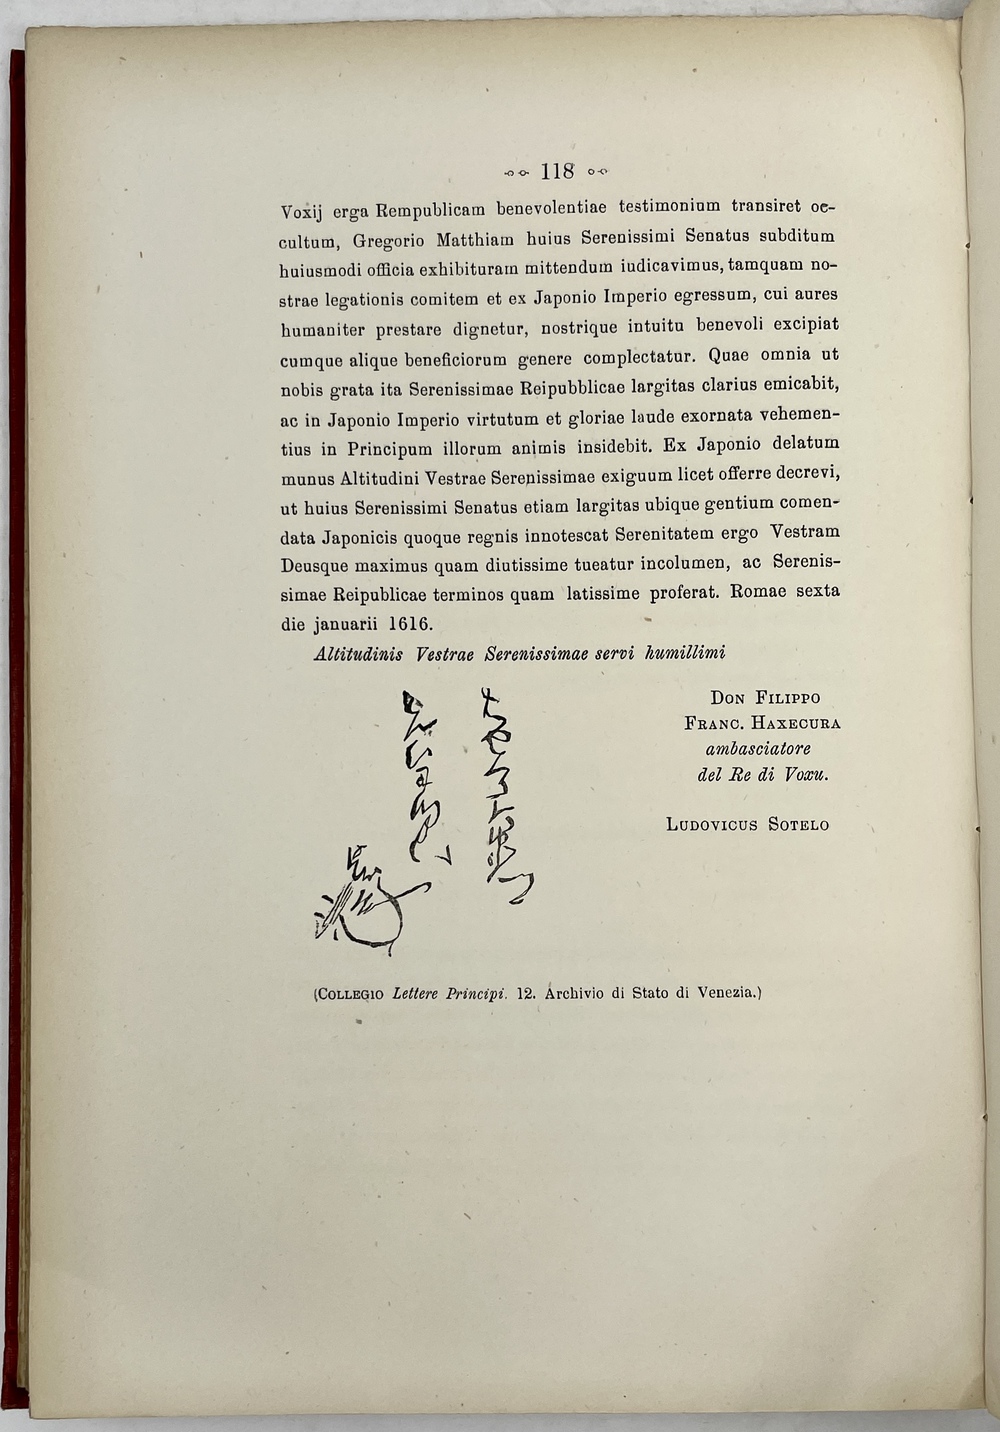 118
Voxij erga Rempublicam benevolentiae testimonium transiret oc-
cultum, Gregorio Matthiam huius Serenissimi Senatus subditum
huiusmodi officia exhibituram mittendum iudicavimus, tamquam no-
strae legationis comitem et ex Japonio Imperio egressum, cui aures
humaniter prestare dignetur, nostrique intuitu benevoli excipiat
cumque alique beneficiorum genere complectatur. Quae omnia ut
nobis grata ita Serenissimae Reipubblicae largitas clarius emicabit,
ac in Japonio Imperio virtutum et gloriae laude exornata vehemen-
tius in Principum illorum animis insidebit. Ex Japonio delatum
munus Altitudini Vestrae Serenissimae exiguum licet offerre decrevi,
ut huius Serenissimi Senatus etiam largitas ubique gentium comen-
data Japonicis quoque regnis innotescat Serenitatem ergo Vestram
Deusque maximus quam diutissime tueatur incolumen, ac Serenis-
simae Reipublicae terminos quam latissime proferat. Romae sexta
die januarii 1616.
Altitudinis Vestrae Serenissimae servi humillimi
DON FILIPPO
FRANC. HAXECURA
ambasciatore
del Re di Voxu.
LUDOVICUS SOTELO
(COLLEGIO Lettere Principi. 12. Archivio di Stato di Venezia.)